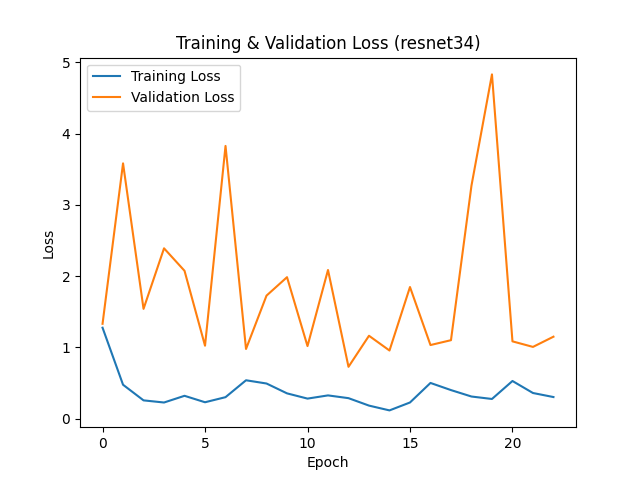 Training & Validation Loss (resnet34)
Training Loss
Validation Loss
5
4
3
2
1
0
Loss
0 5 10 15 20
Epoch